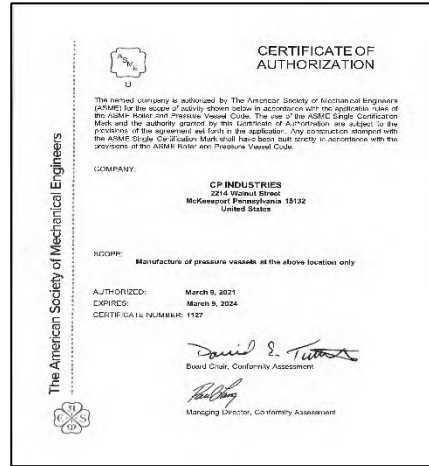 CERTIFICATE OF
AUTHORIZATION
ASME
U
The named company is authorized by The American Society of Mechanical Engineers
(ASME) for the scope of activity shown below in accordance with the applicable rules of
the ASME Boiler and Pressure Vessel Code. The use of the ASME Single Certification
Mark and the authority granted by this Certificate of Authorization are subject to the
provisions of the agreement set forth in the application. Any construction stamped with
the ASME Single Certification Mark shall have been built strictly in accordance with the
provisions of the ASME Boiler and Pressure Vessel Code.
COMPANY:
CP INDUSTRIES
2214 Walnut Street
McKeesport Pennsylvania 15132
United States
SCOPE:
Manufacture of pressure vessels at the above location only
AUTHORIZED: March 9, 2021
EXPIRES: March 9, 2024
CERTIFICATE NUMBER: 1127
Board Chair, Conformity Assessment
Managing Director, Conformity Assessment
The American Society of Mechanical Engineers